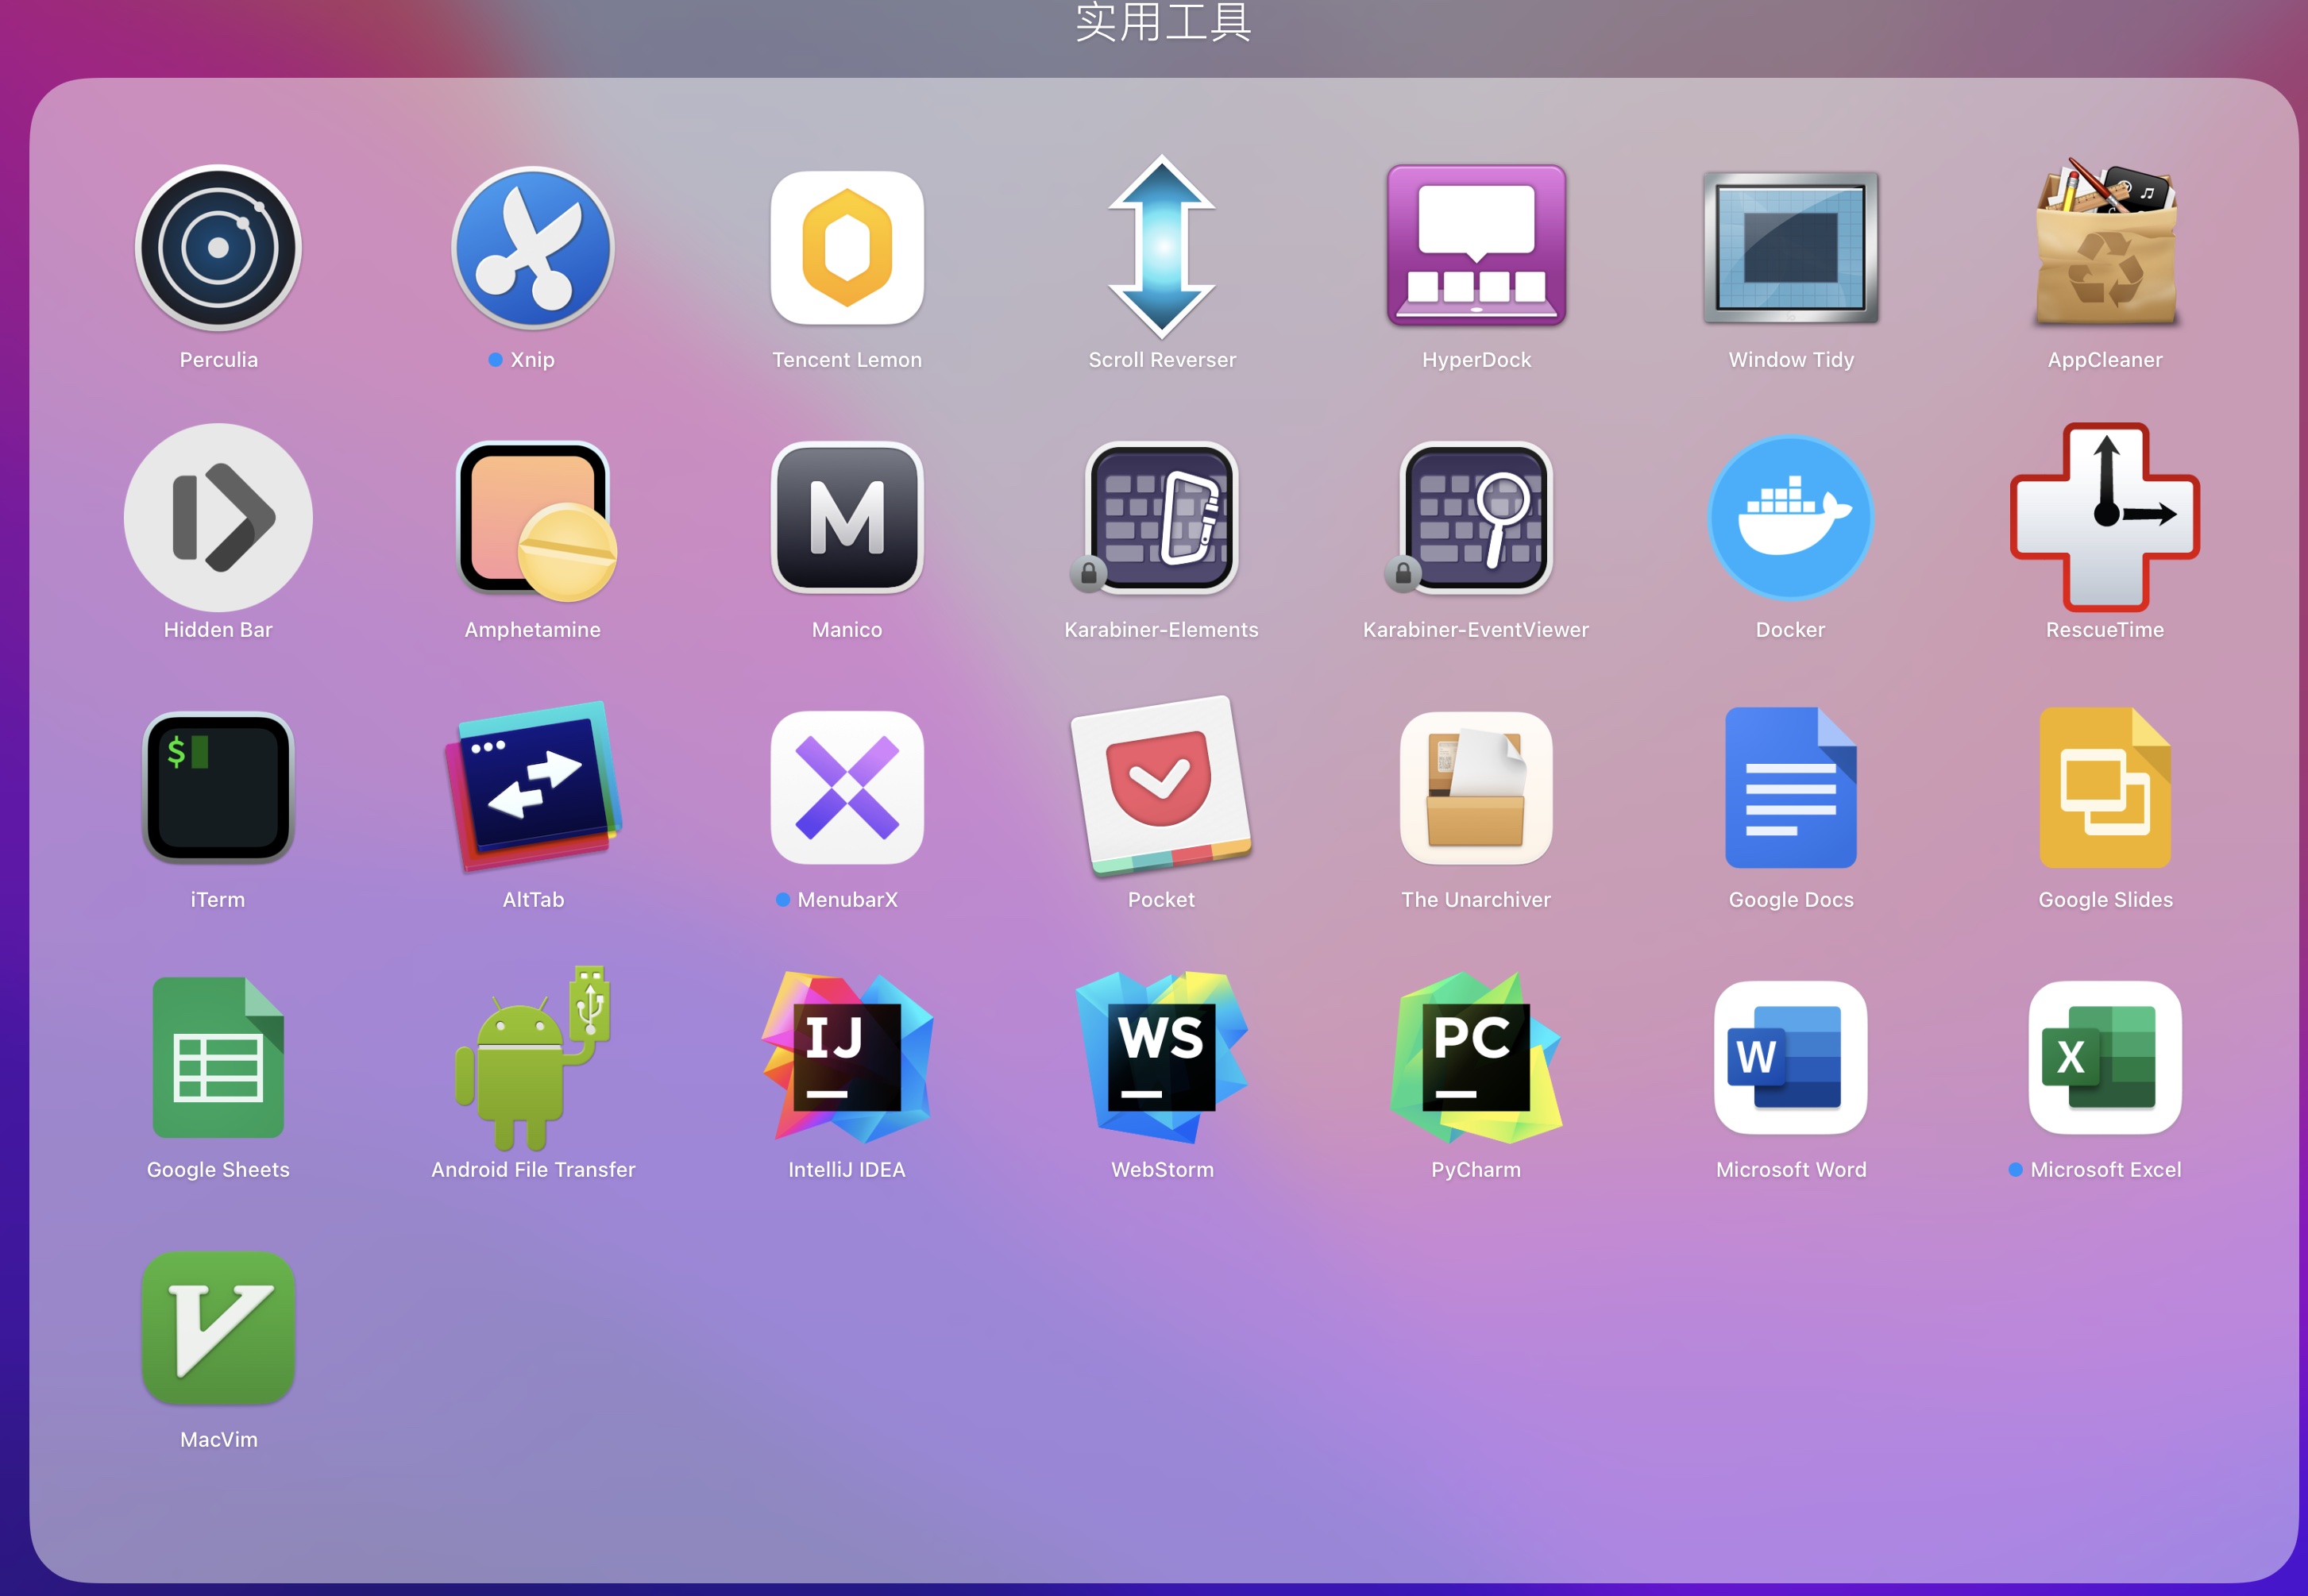 实用工具
Perculia
Xnip
Tencent Lemon
Scroll Reverser
HyperDock
Window Tidy
AppCleaner
M
Hidden Bar
Amphetamine
Manico
Karabiner-Elements
Karabiner-EventViewer
Docker
RescueTime
$
iTerm
AltTab
MenubarX
Pocket
The Unarchiver
Google Docs
Google Slides
IJ
WS
PC
W
X
Google Sheets
Android File Transfer
IntelliJ IDEA
WebStorm
PyCharm
Microsoft Word
Microsoft Excel
V
MacVim